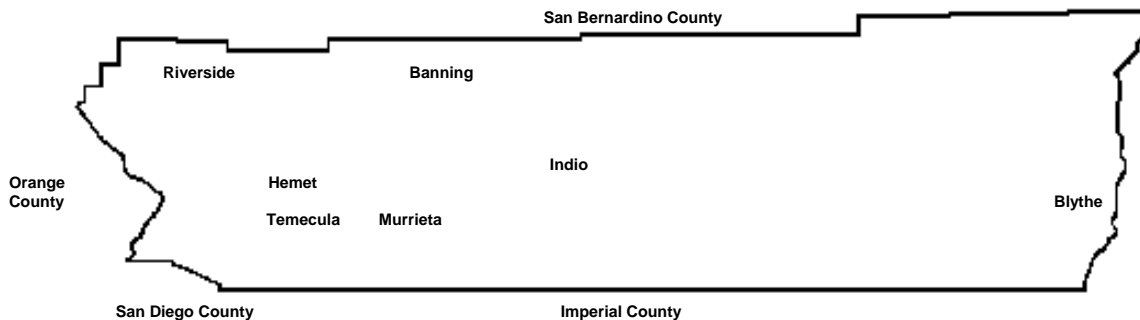 San Bernardino County
Riverside Banning
Indio
Orange
County
Hemet
Blythe
Temecula Murrieta
San Diego County Imperial County